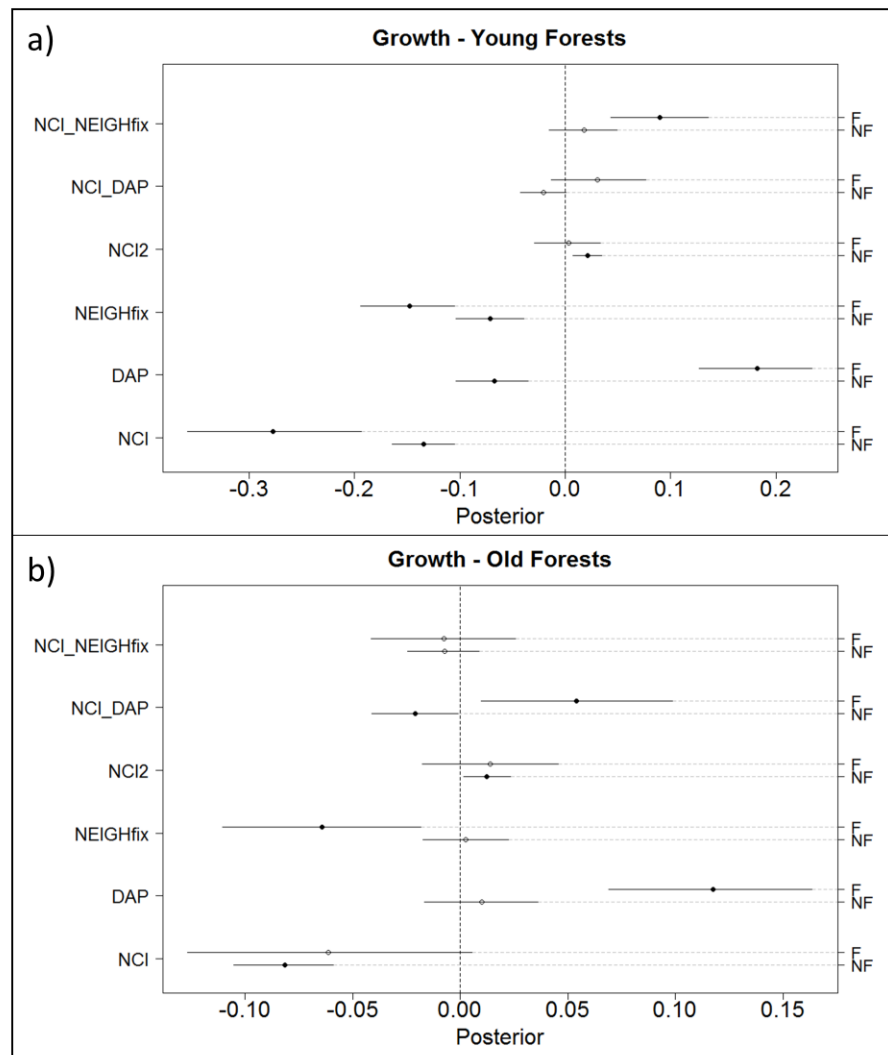 a)
Growth - Young Forests
NCI_NEIGHfix
F
NF
NCI_DAP
F
NF
NCI2
F
NF
NEIGHfix
F
NF
DAP
F
NF
NCI
F
NF
-0.3 -0.2 -0.1 0.0 0.1 0.2
Posterior
b)
Growth - Old Forests
NCI_NEIGHfix
F
NF
NCI_DAP
F
NF
NCI2
F
NF
NEIGHfix
F
NF
DAP
F
NF
NCI
F
NF
-0.10 -0.05 0.00 0.05 0.10 0.15
Posterior